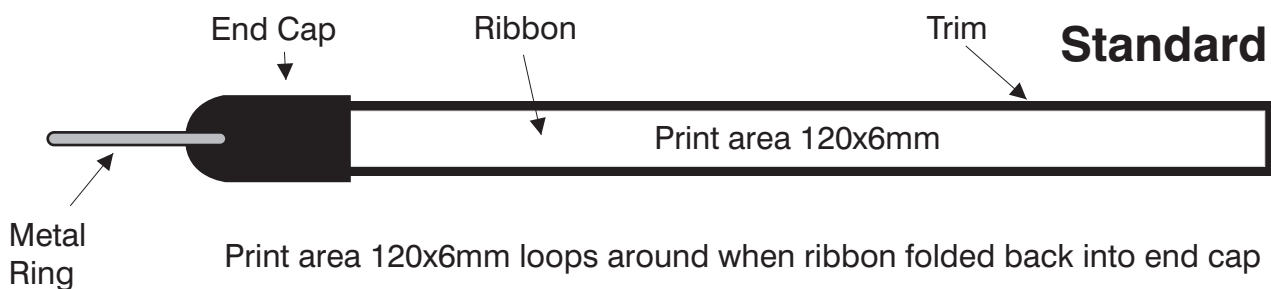 End Cap
Ribbon
Trim
Standard
Print area 120x6mm
Metal
Ring
Print area 120x6mm loops around when ribbon folded back into end cap